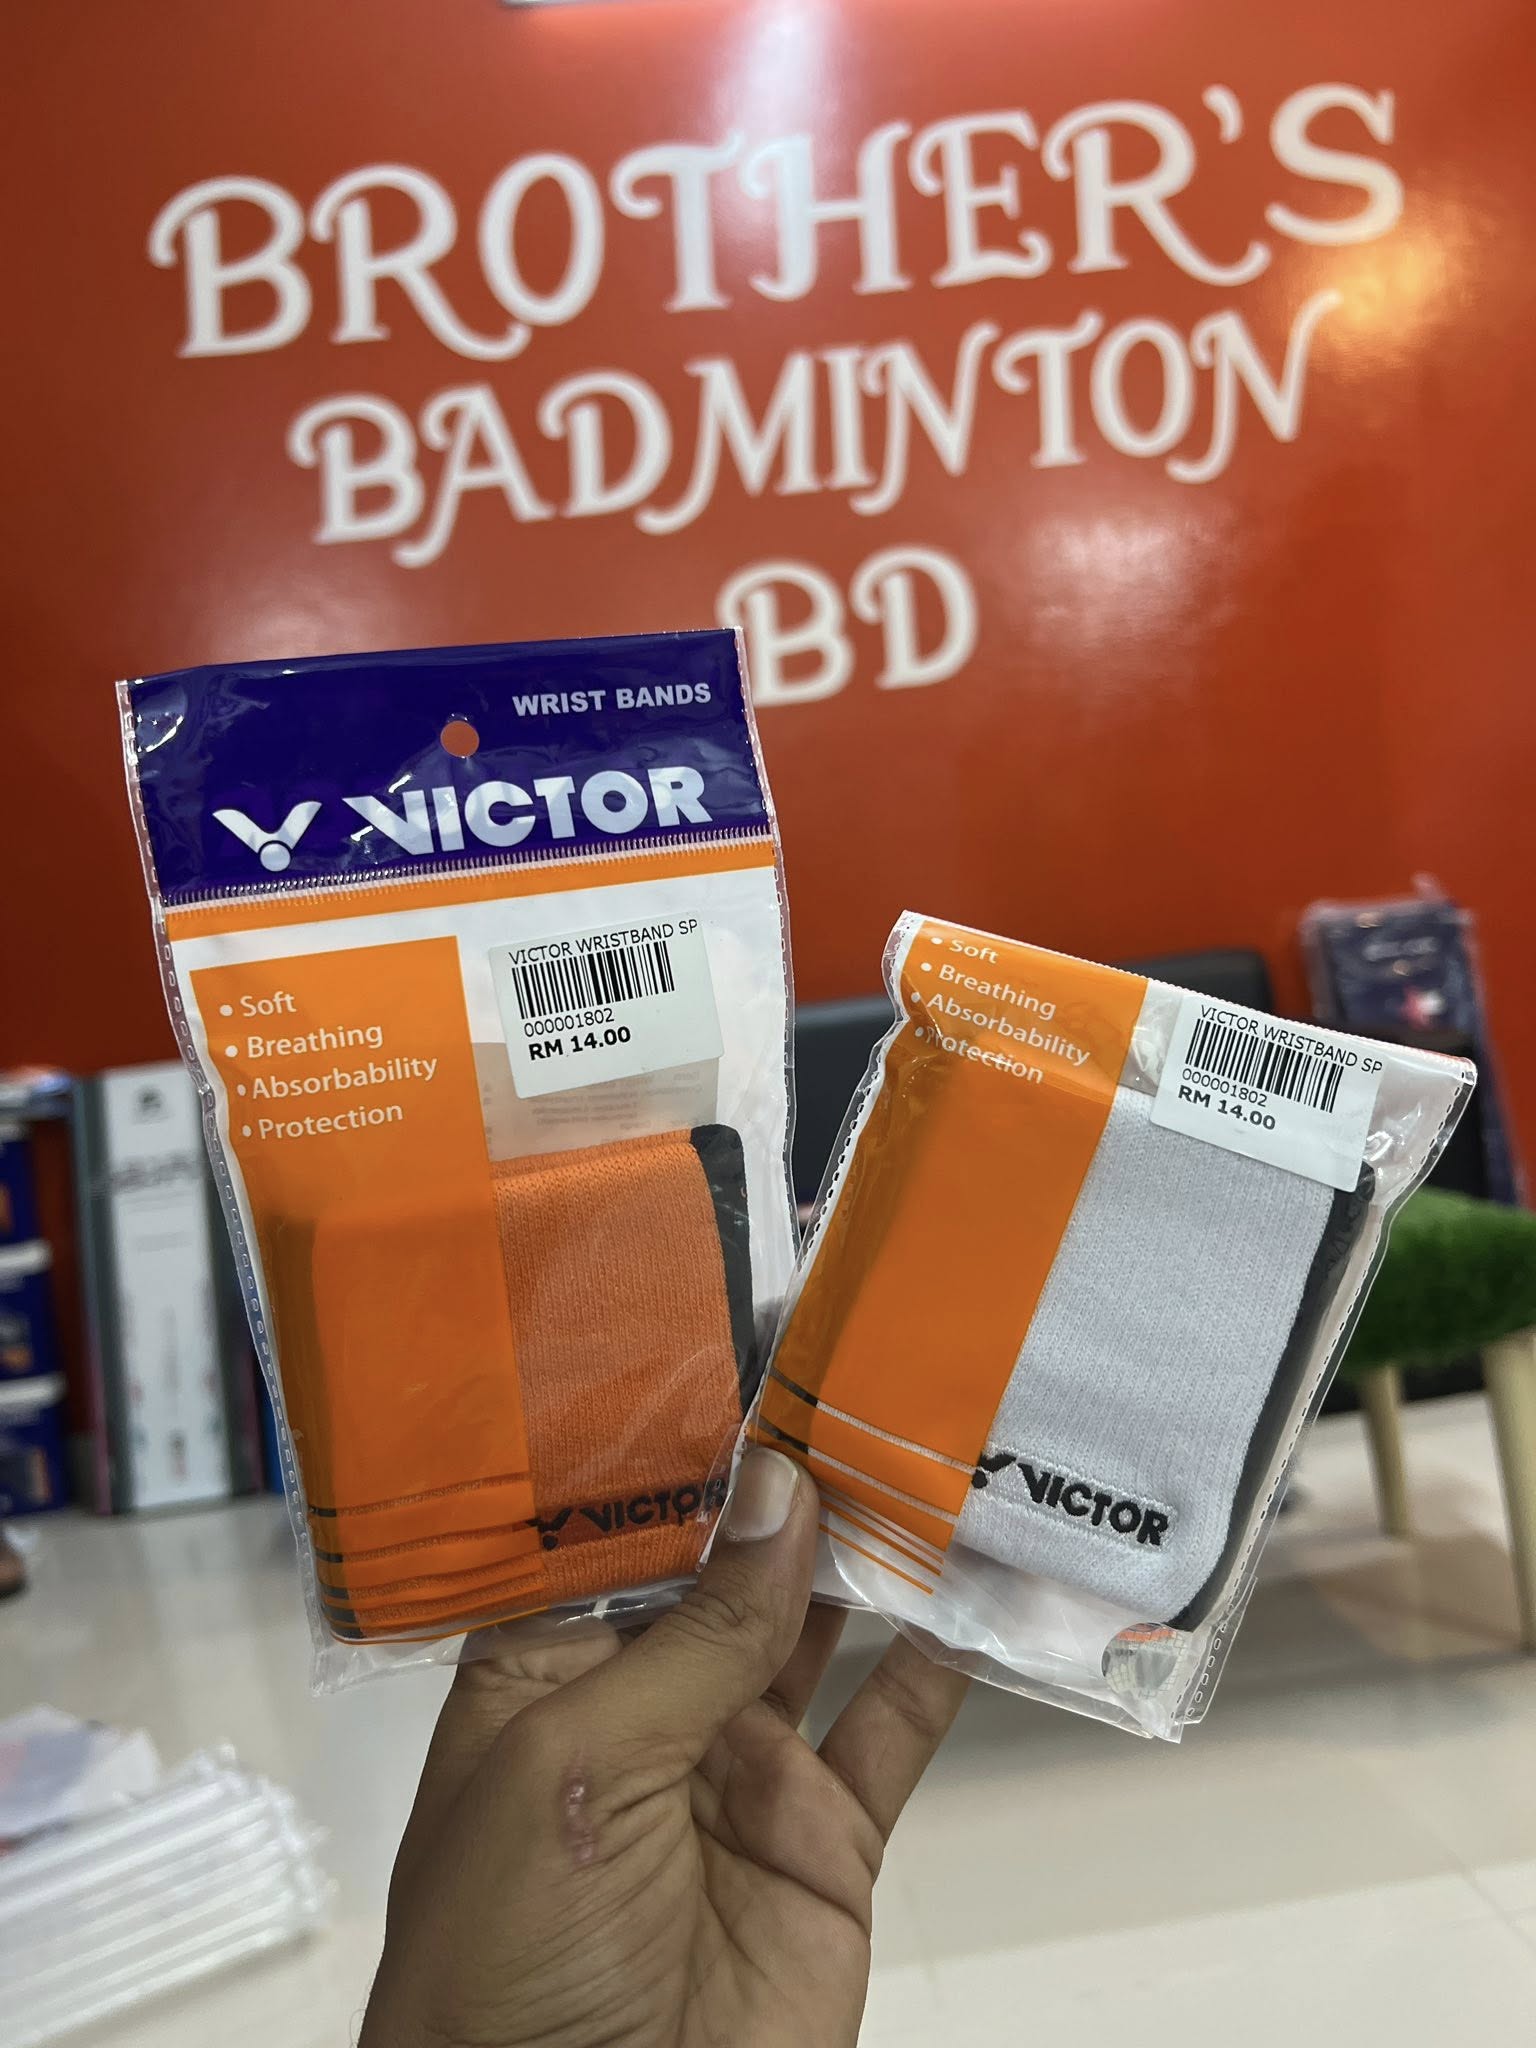 BROTHER'S
BADMINTON
BD
WRIST BANDS
VICTOR
• Soft
• Breathing
• Absorbability
• Protection
VICTOR WRISTBAND SP
000001802
RM 14.00
VICTOR
• Soft
• Breathing
• Absorbability
• Protection
VICTOR WRISTBAND SP
000001802
RM 14.00
VICTOR